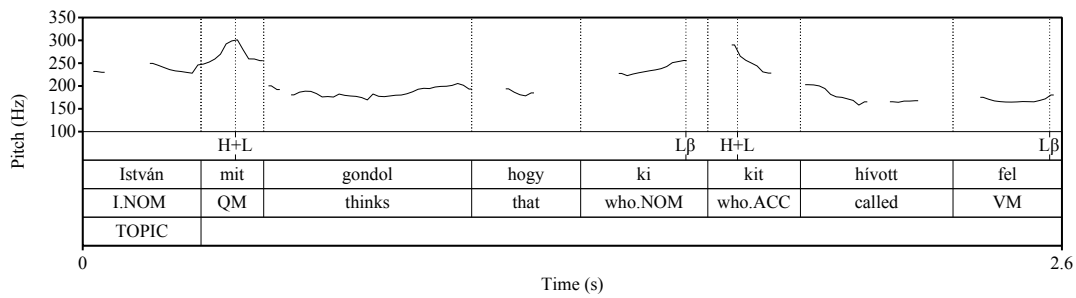 350
300
250
200
150
100
Pitch (Hz)
H+L Lβ H+L Lβ
István mit gondol hogy ki kit hívott fel
I.NOM QM thinks that who.NOM who.ACC called VM
TOPIC
0 2.6
Time (s)